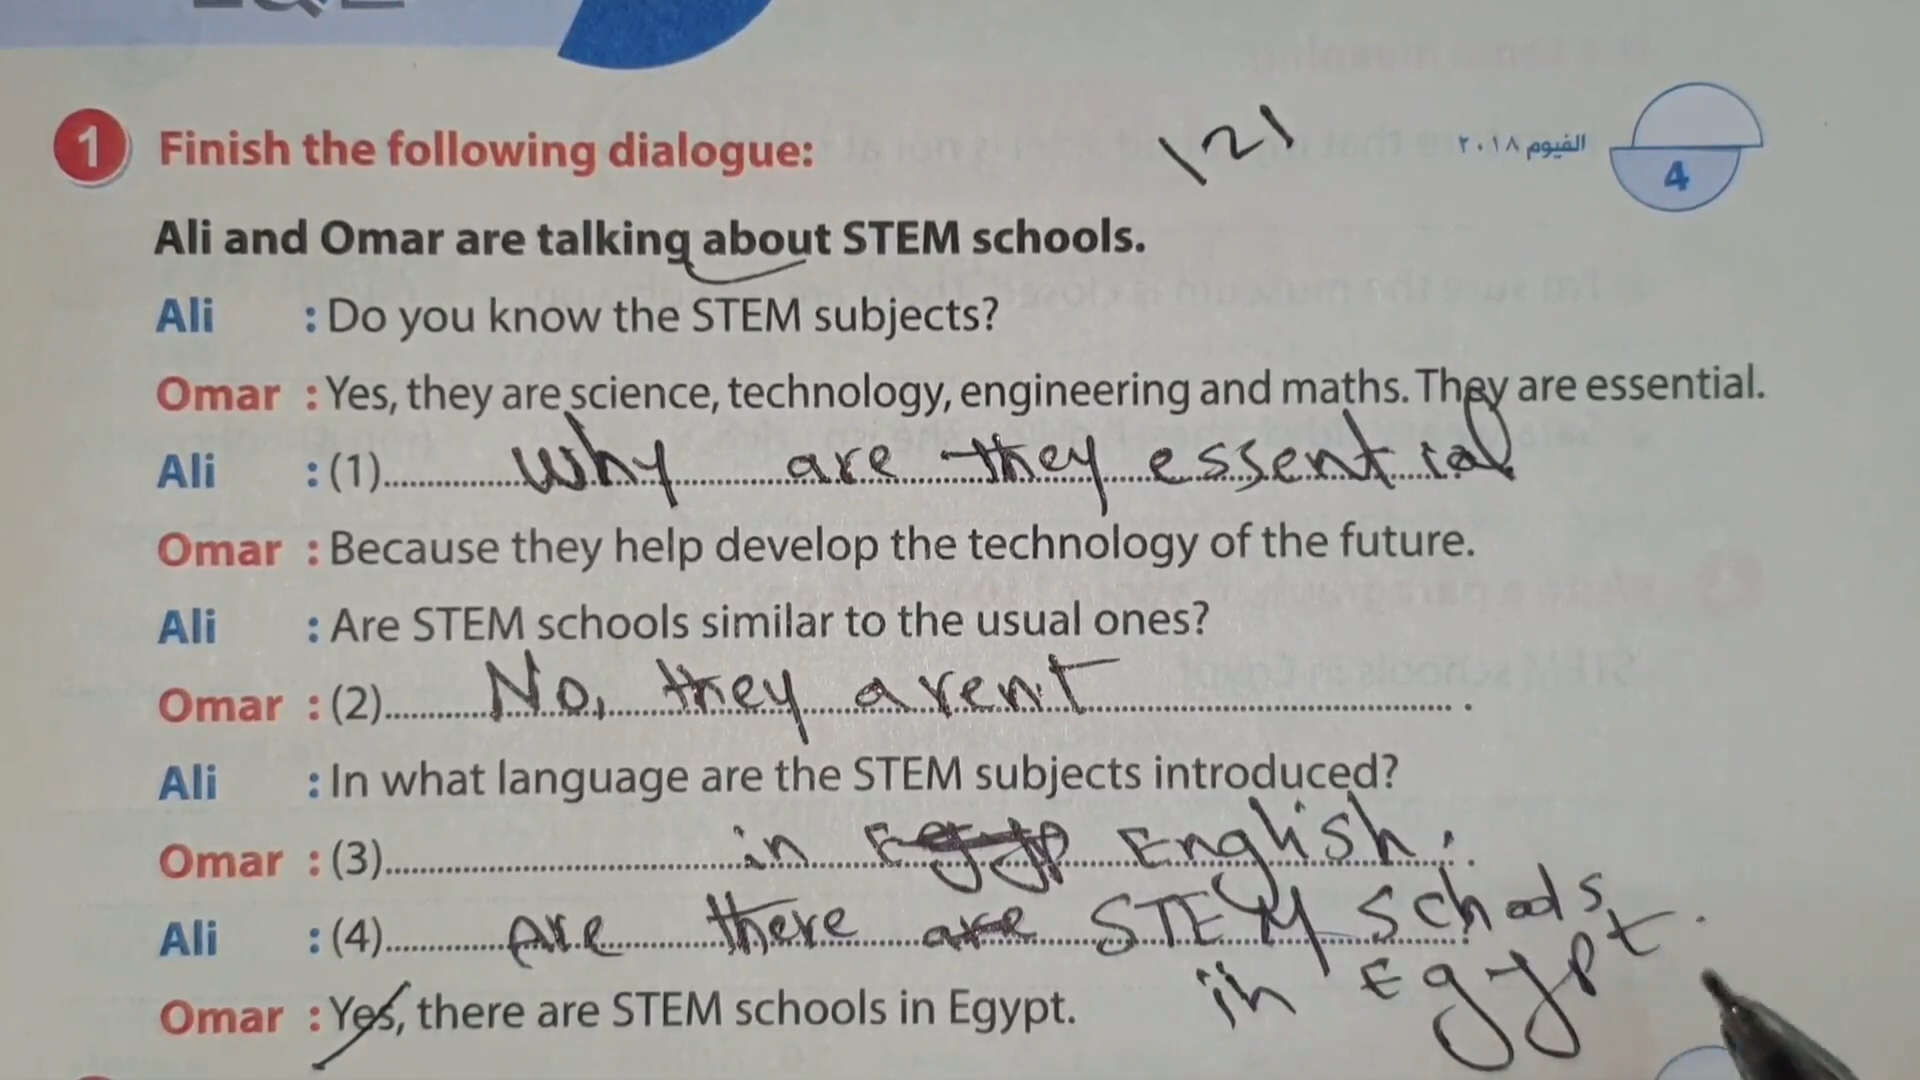 1 Finish the following dialogue:
121
الفيوم ٢٠١٨
4
Ali and Omar are talking about STEM schools.
Ali : Do you know the STEM subjects?
Omar : Yes, they are science, technology, engineering and maths. They are essential.
Ali : (1) Why are they essential
Omar : Because they help develop the technology of the future.
Ali : Are STEM schools similar to the usual ones?
Omar : (2) No, they arent .
Ali : In what language are the STEM subjects introduced?
Omar : (3) in English.
Ali : (4) Are there are STEM schools
in Egypt.
Omar : Yes, there are STEM schools in Egypt.